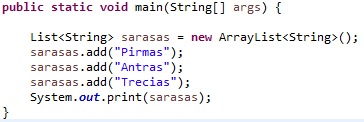 public static void main(String[] args) {
List<String> sarasas = new ArrayList<String>();
sarasas.add("Pirmas");
sarasas.add("Antras");
sarasas.add("Trecias");
System.out.print(sarasas);
}